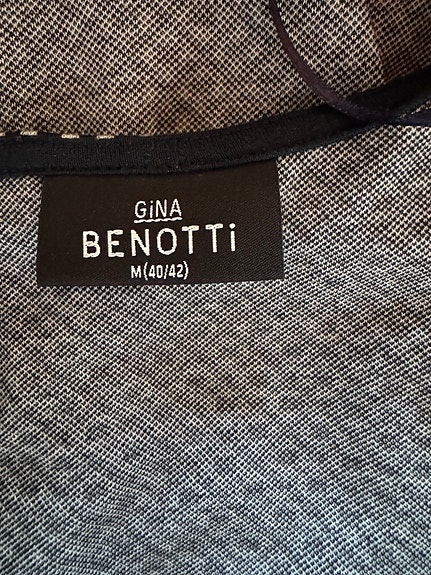 GiNA
BENOTTi
M(40/42)